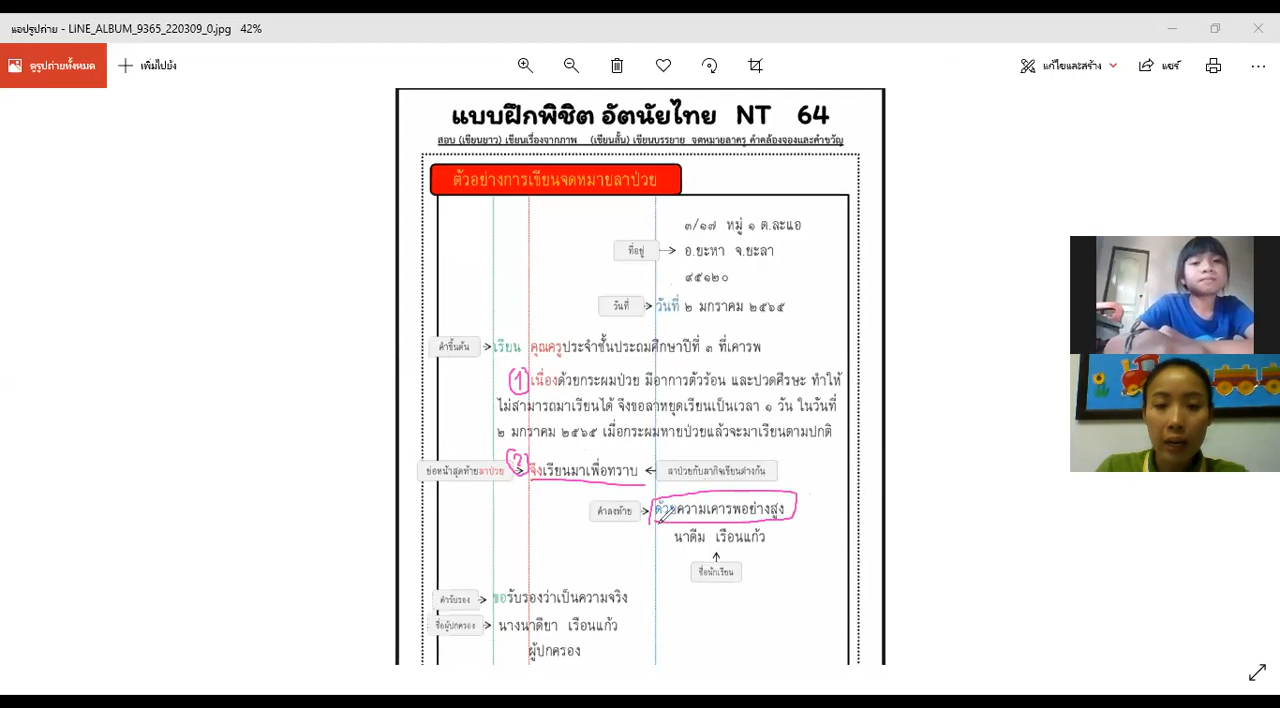 แอปรูปถ่าย - LINE_ALBUM_9365_220309_0.jpg 42%
ดูรูปถ่ายทั้งหมด เพิ่มไปยัง แก้ไขและสร้าง แชร์
แบบฝึกพิชิต อัตนัยไทย NT 64
สอบ (เขียนยาว) เขียนเรื่องจากภาพ (เขียนสั้น) เขียนบรรยาย จดหมายลาครู คำคล้องจองและคำขวัญ
ตัวอย่างการเขียนจดหมายลาป่วย
๓/๑๗ หมู่ ๑ ต.ละแอ
ที่อยู่ อ.ยะหา จ.ยะลา
๙๕๑๒๐
วันที่ วันที่ ๒ มกราคม ๒๕๖๕
คำขึ้นต้น เรียน คุณครูประจำชั้นประถมศึกษาปีที่ ๓ ที่เคารพ
1 เนื่องด้วยกระผมป่วย มีอาการตัวร้อน และปวดศีรษะ ทำให้
ไม่สามารถมาเรียนได้ จึงขอลาหยุดเรียนเป็นเวลา ๑ วัน ในวันที่
๒ มกราคม ๒๕๖๕ เมื่อกระผมหายป่วยแล้วจะมาเรียนตามปกติ
ย่อหน้าสุดท้ายลาป่วย 2 จึงเรียนมาเพื่อทราบ ลาป่วยกับลากิจเขียนต่างกัน
คำลงท้าย ด้วยความเคารพอย่างสูง
นาดีม เรือนแก้ว
ชื่อนักเรียน
คำรับรอง ขอรับรองว่าเป็นความจริง
ชื่อผู้ปกครอง นางนาดียา เรือนแก้ว
ผู้ปกครอง